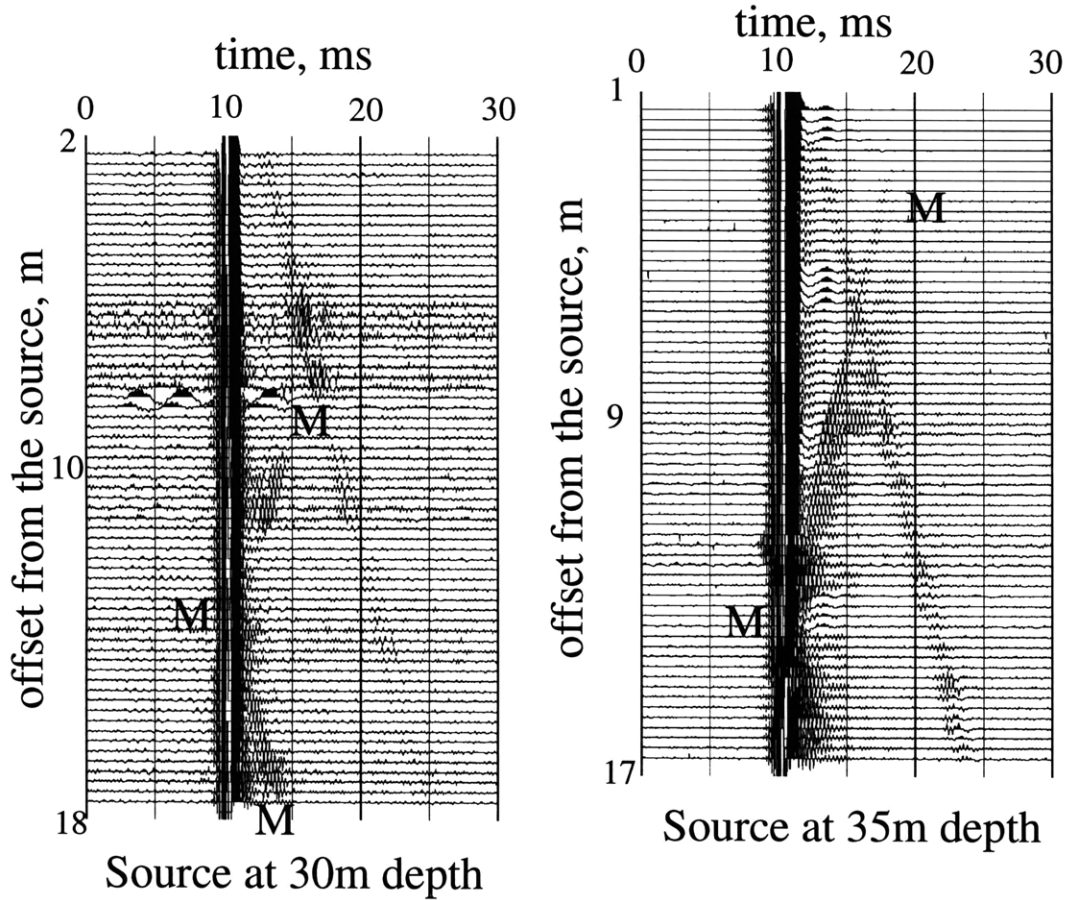 time, ms
0 10 20 30
2
10
18
offset from the source, m
M
M
M
Source at 30m depth
time, ms
0 10 20 30
1
9
17
offset from the source, m
M
M
Source at 35m depth